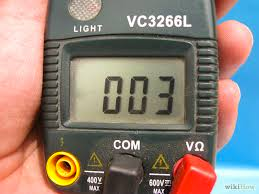 LIGHT VC3266L
003
COM VΩ
400V MAX
600V MAX
wikiHow